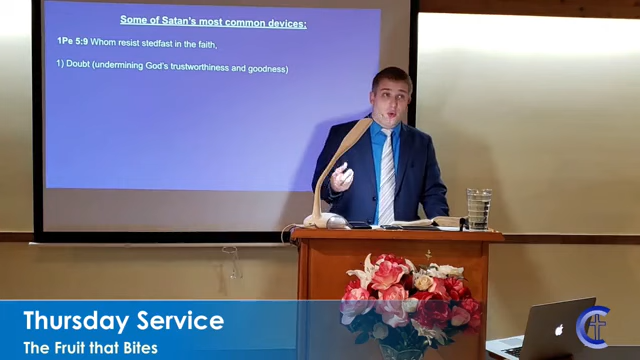 Some of Satan's most common devices:
1Pe 5:9 Whom resist stedfast in the faith,
1) Doubt (undermining God's trustworthiness and goodness)
Thursday Service
The Fruit that Bites